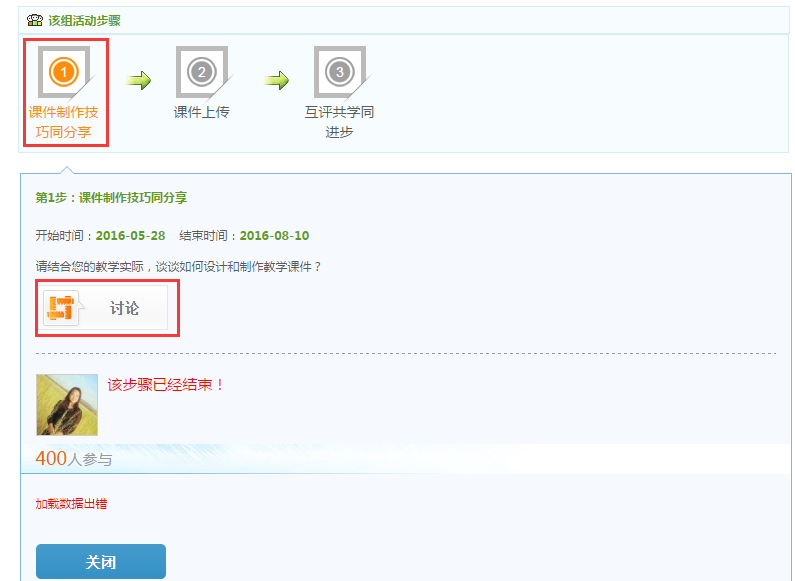 该组活动步骤
1
2
3
课件制作技
巧同分享
课件上传
互评共学同
进步
第1步：课件制作技巧同分享
开始时间：2016-05-28 结束时间：2016-08-10
请结合您的教学实际，谈谈如何设计和制作教学课件？
讨论
该步骤已经结束！
400人参与
加载数据出错
关闭